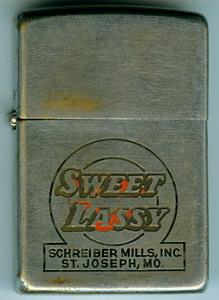 SWEET
LASSY
SCHREIBER MILLS, INC.
ST. JOSEPH, MO.